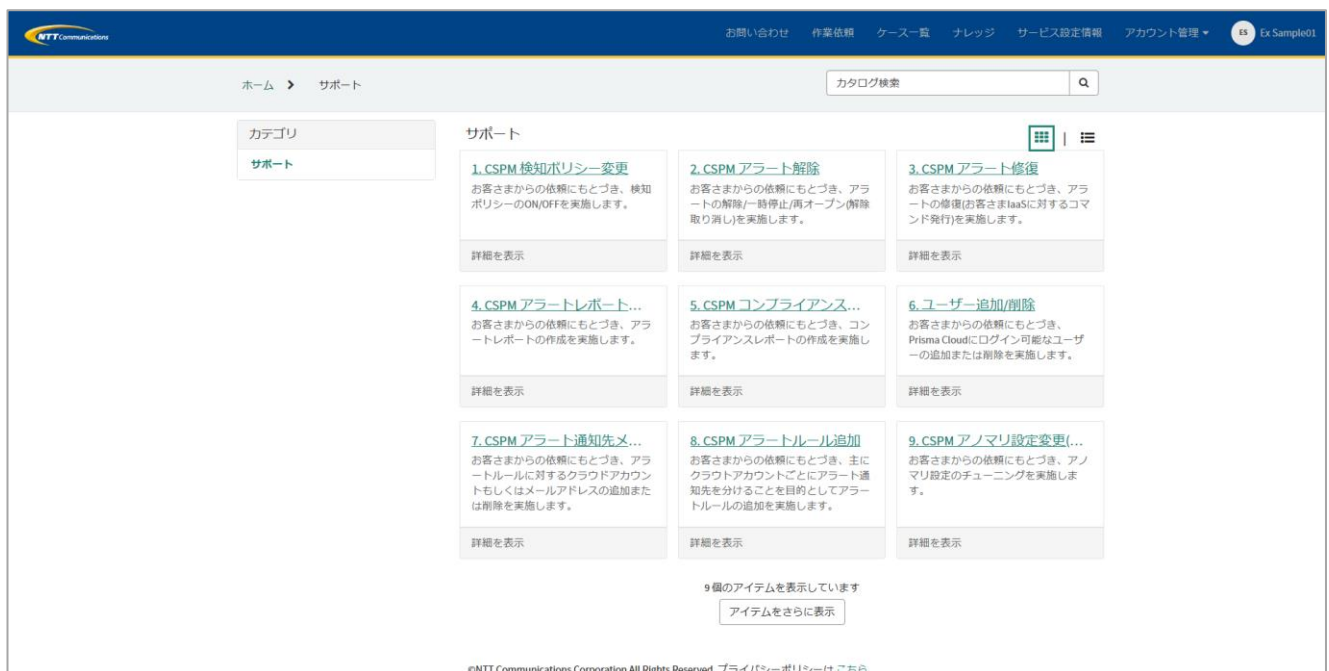 NTT Communications
お問い合わせ 作業依頼 ケース一覧 ナレッジ サービス設定情報 アカウント管理 ES Ex Sample01
ホーム サポート
カタログ検索
カテゴリ
サポート
サポート
1. CSPM 検知ポリシー変更
お客さまからの依頼にもとづき、検知
ポリシーのON/OFFを実施します。
詳細を表示
2. CSPM アラート解除
お客さまからの依頼にもとづき、アラ
ートの解除/一時停止/再オープン(解除
取り消し)を実施します。
詳細を表示
3. CSPM アラート修復
お客さまからの依頼にもとづき、アラ
ートの修復(お客さまIaaSに対するコマ
ンド発行)を実施します。
詳細を表示
4. CSPM アラートレポート...
お客さまからの依頼にもとづき、アラ
ートレポートの作成を実施します。
詳細を表示
5. CSPM コンプライアンス...
お客さまからの依頼にもとづき、コン
プライアンスレポートの作成を実施し
ます。
詳細を表示
6. ユーザー追加/削除
お客さまからの依頼にもとづき、
Prisma Cloudにログイン可能なユーザ
ーの追加または削除を実施します。
詳細を表示
7. CSPM アラート通知先メ...
お客さまからの依頼にもとづき、アラ
ートルールに対するクラウドアカウン
トもしくはメールアドレスの追加また
は削除を実施します。
詳細を表示
8. CSPM アラートルール追加
お客さまからの依頼にもとづき、主に
クラウトアカウントごとにアラート通
知先を分けることを目的としてアラー
トルールの追加を実施します。
詳細を表示
9. CSPM アノマリ設定変更(...
お客さまからの依頼にもとづき、アノ
マリ設定のチューニングを実施しま
す。
詳細を表示
9 個のアイテムを表示しています
アイテムをさらに表示
©NTT Communications Corporation All Rights Reserved. プライバシーポリシーは こちら